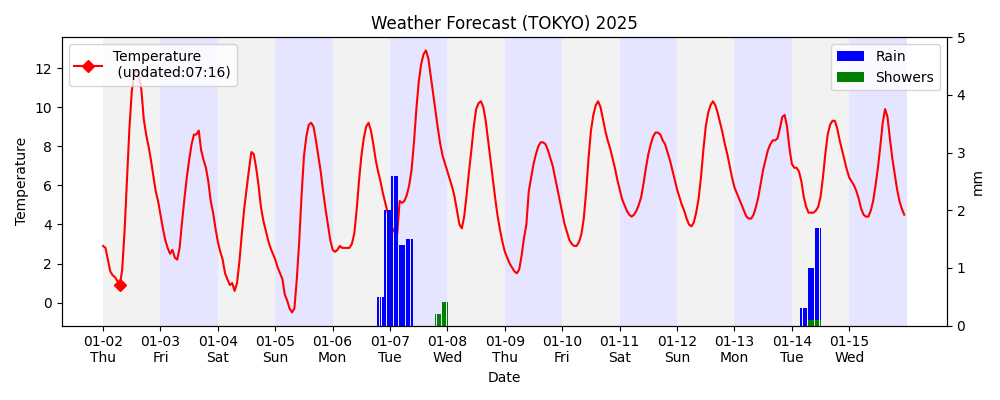 Weather Forecast (TOKYO) 2025
Temperature
(updated:07:16)
Rain
Showers
Temperature
12
10
8
6
4
2
0
5
4
3
2
1
0
mm
01-02 01-03 01-04 01-05 01-06 01-07 01-08 01-09 01-10 01-11 01-12 01-13 01-14 01-15
Thu Fri Sat Sun Mon Tue Wed Thu Fri Sat Sun Mon Tue Wed
Date